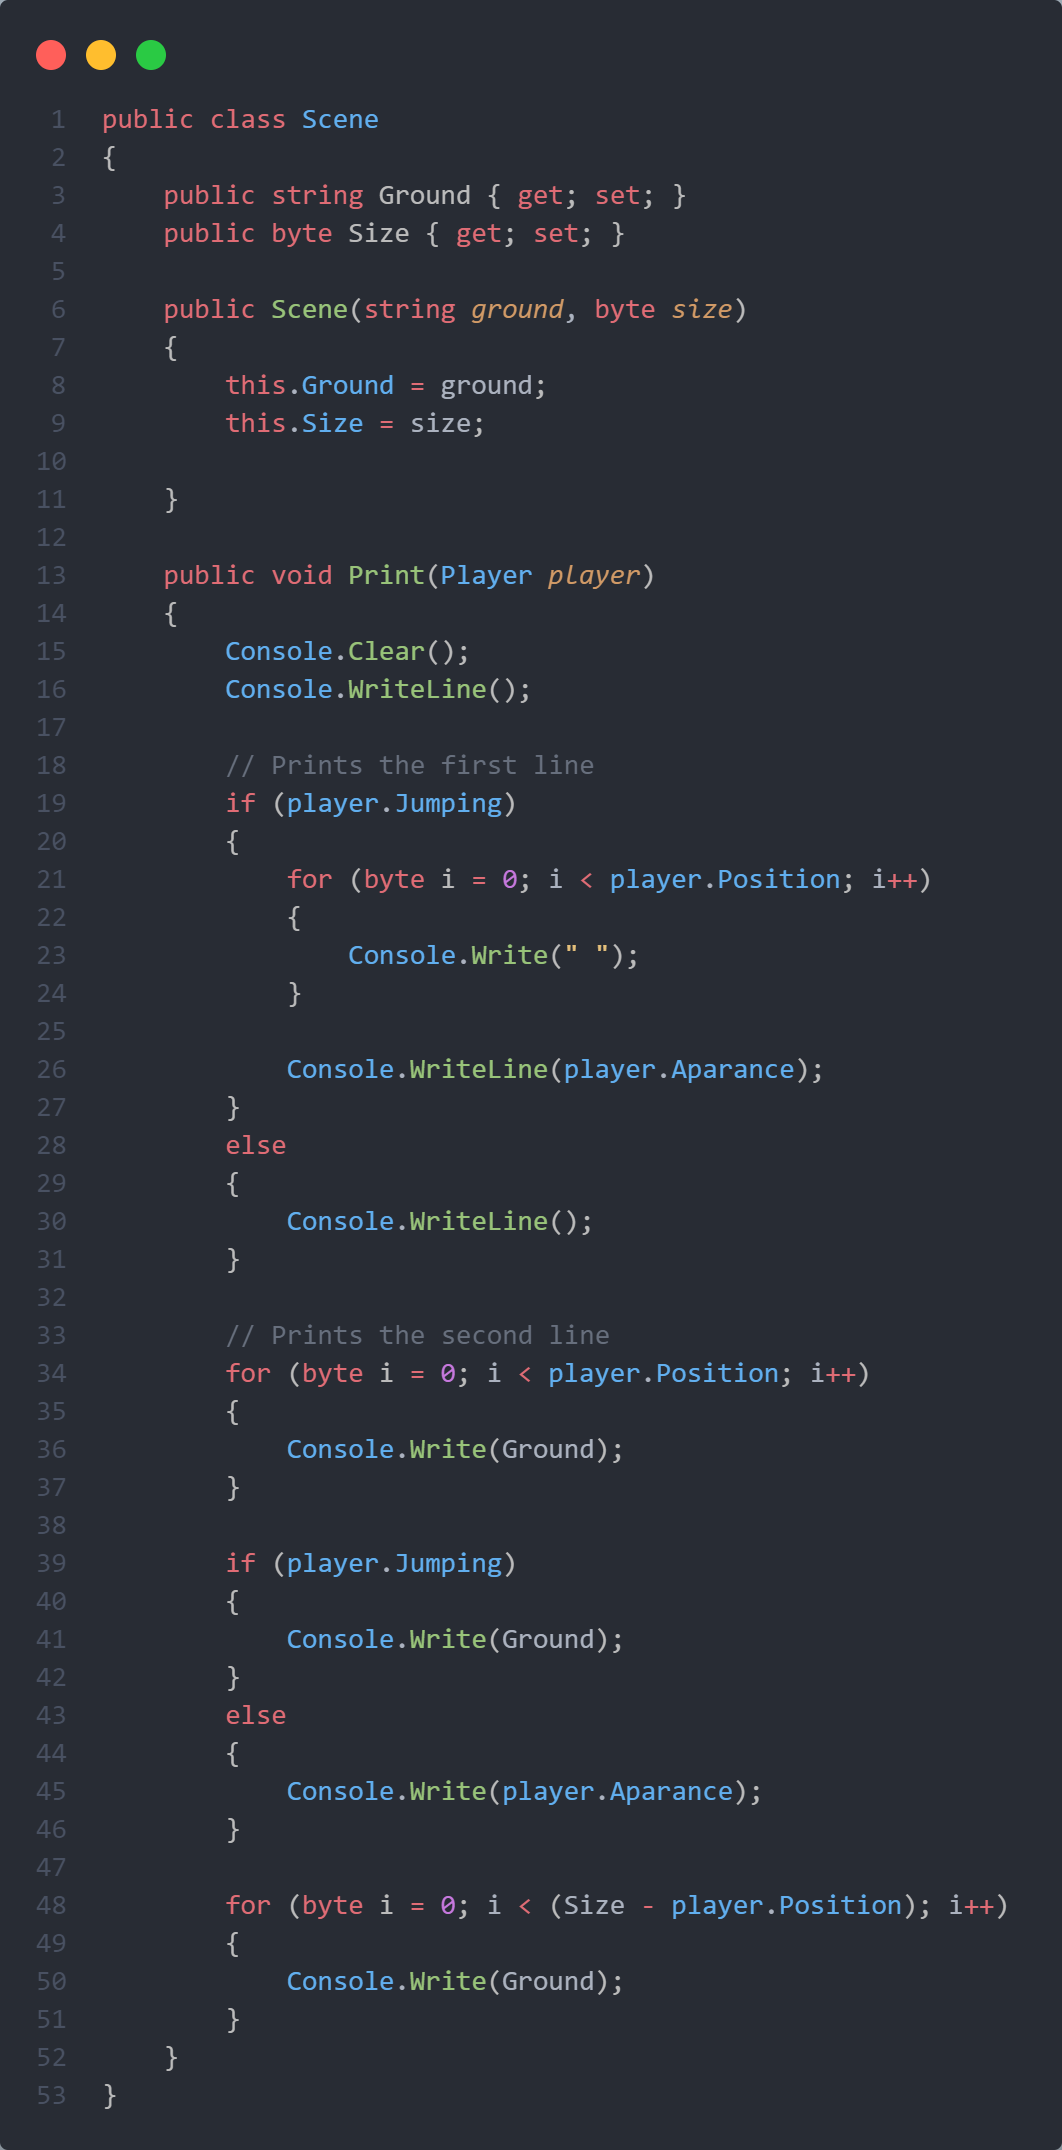 1 public class Scene
2 {
3     public string Ground { get; set; }
4     public byte Size { get; set; }
5
6     public Scene(string ground, byte size)
7     {
8         this.Ground = ground;
9         this.Size = size;
10
11     }
12
13     public void Print(Player player)
14     {
15         Console.Clear();
16         Console.WriteLine();
17
18         // Prints the first line
19         if (player.Jumping)
20         {
21             for (byte i = 0; i < player.Position; i++)
22             {
23                 Console.Write(" ");
24             }
25
26             Console.WriteLine(player.Aparance);
27         }
28         else
29         {
30             Console.WriteLine();
31         }
32
33         // Prints the second line
34         for (byte i = 0; i < player.Position; i++)
35         {
36             Console.Write(Ground);
37         }
38
39         if (player.Jumping)
40         {
41             Console.Write(Ground);
42         }
43         else
44         {
45             Console.Write(player.Aparance);
46         }
47
48         for (byte i = 0; i < (Size - player.Position); i++)
49         {
50             Console.Write(Ground);
51         }
52     }
53 }